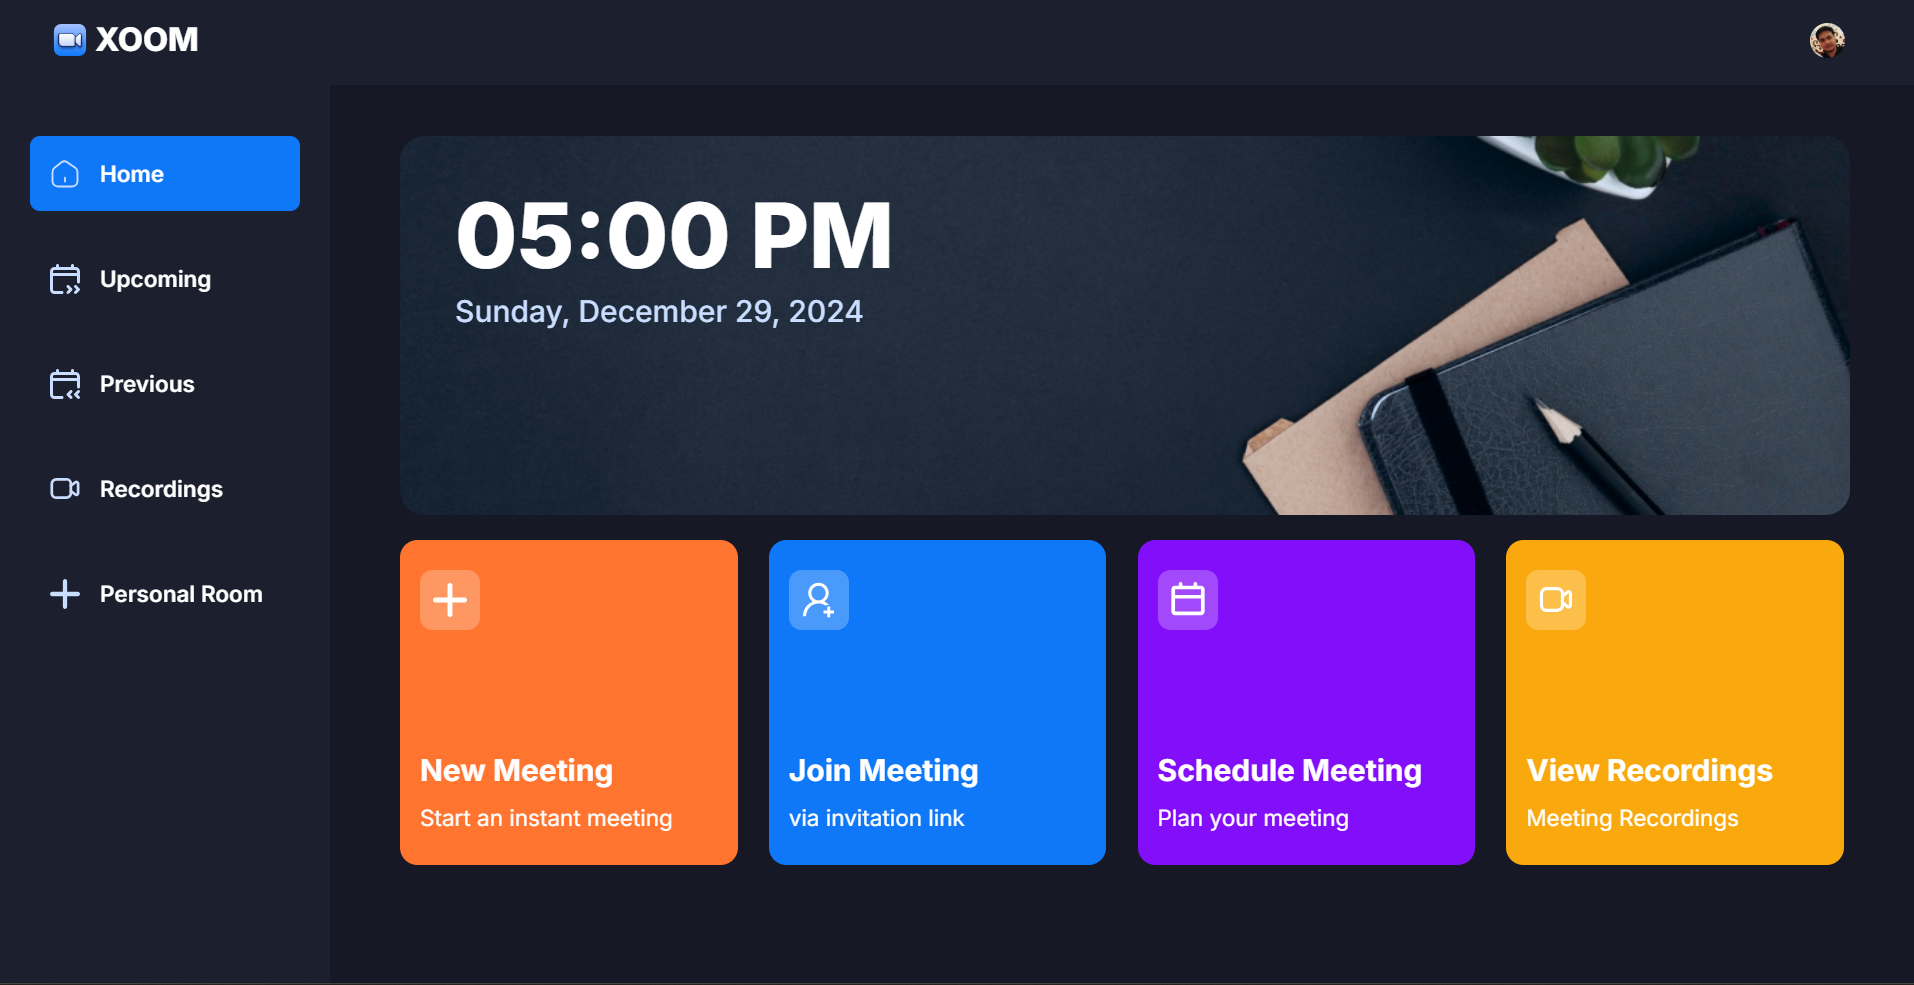 XOOM
Home
Upcoming
Previous
Recordings
Personal Room
05:00 PM
Sunday, December 29, 2024
New Meeting
Start an instant meeting
Join Meeting
via invitation link
Schedule Meeting
Plan your meeting
View Recordings
Meeting Recordings